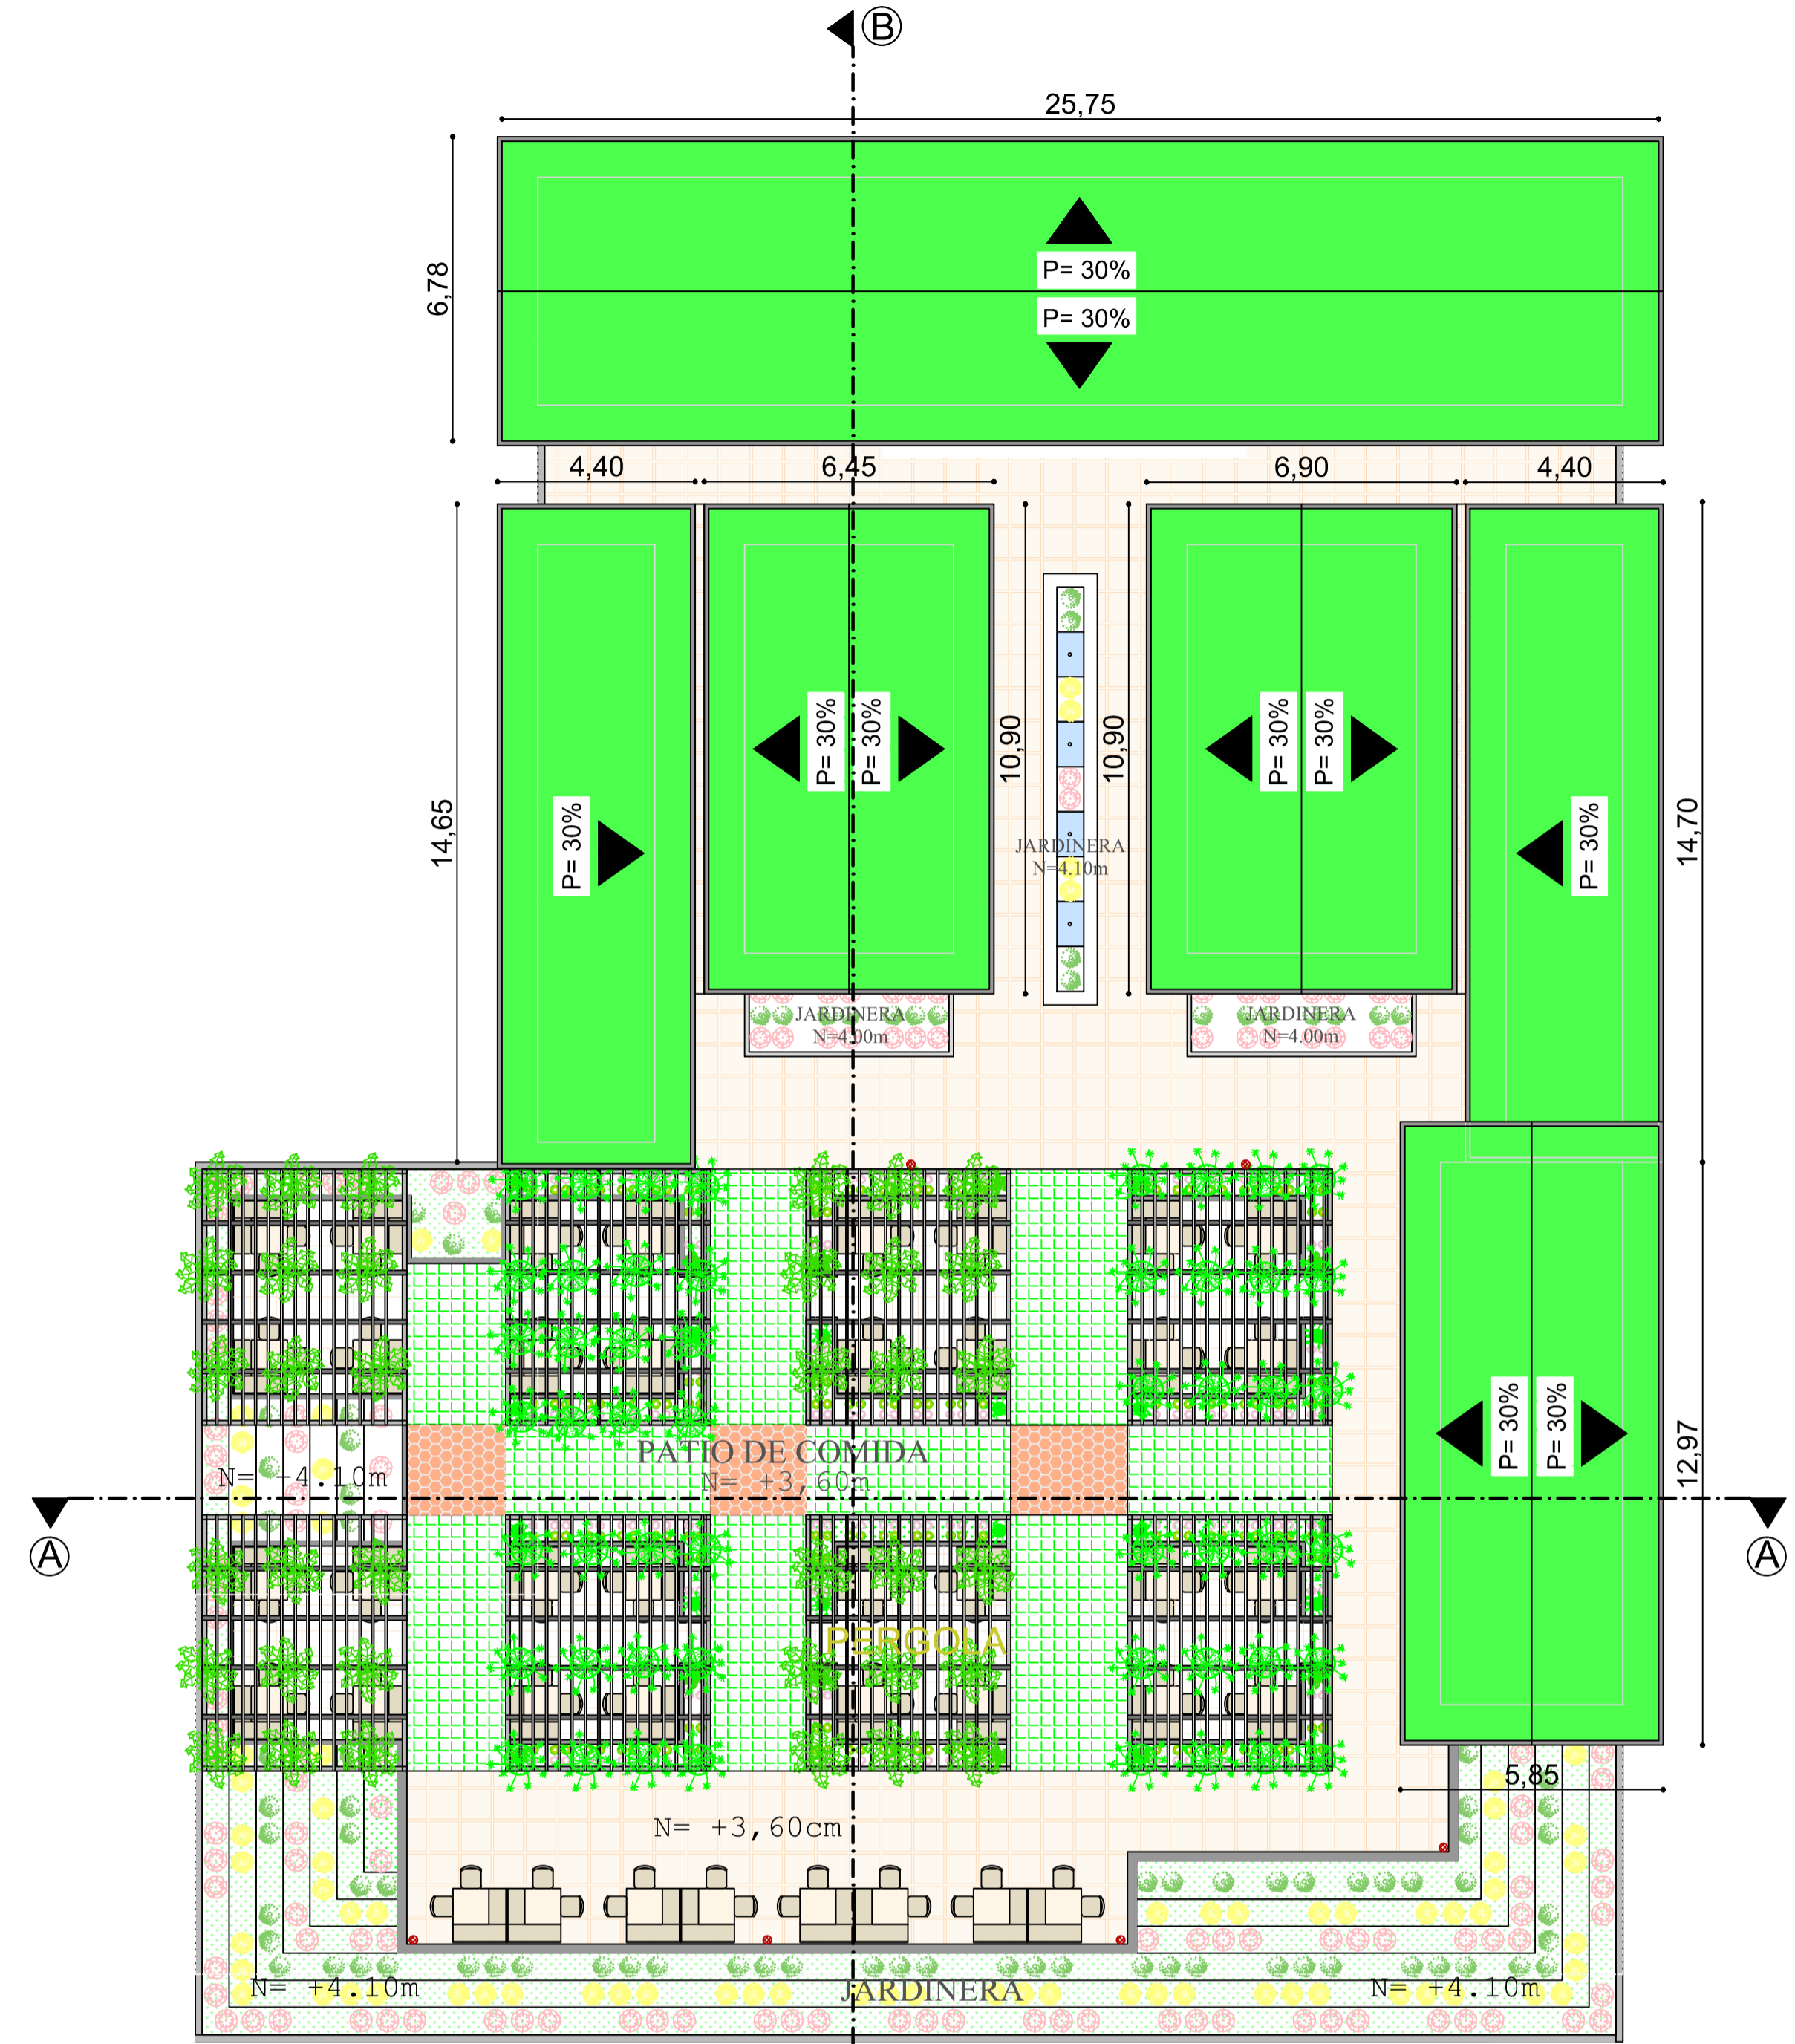 B
25,75
6,78
P= 30%
P= 30%
4,40
6,45
6,90
4,40
14,65
P= 30%
P= 30%
P= 30%
10,90
10,90
P= 30%
P= 30%
P= 30%
14,70
JARDINERA
N=4.10m
JARDINERA
N=4.00m
JARDINERA
N=4.00m
PATIO DE COMIDA
N= +3,60m
N= +4.10m
P= 30%
P= 30%
12,97
A
A
PERGOLA
5,85
N= +3,60cm
N= +4.10m
JARDINERA
N= +4.10m